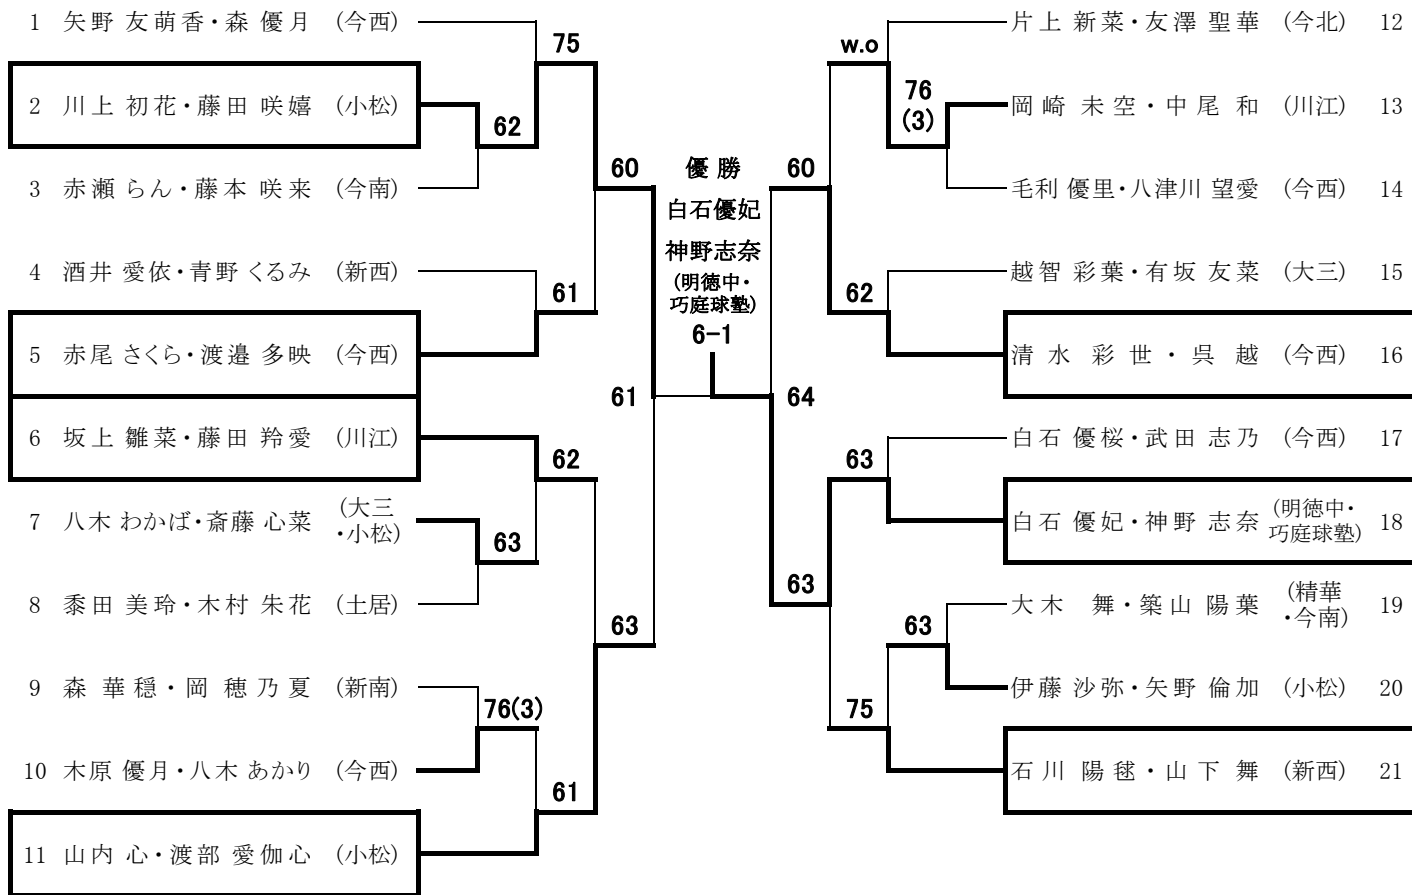 1 矢野 友萌香・森 優月 (今西)
75
2 川上 初花・藤田 咲嬉 (小松)
62
3 赤瀬 らん・藤本 咲来 (今南)
60
4 酒井 愛依・青野 くるみ (新西)
61
5 赤尾 さくら・渡邉 多映 (今西)
61
6 坂上 雛菜・藤田 羚愛 (川江)
62
7 八木 わかば・斎藤 心菜 (大三
・小松)
63
8 黍田 美玲・木村 朱花 (土居)
63
9 森 華穏・岡 穂乃夏 (新南)
76(3)
10 木原 優月・八木 あかり (今西)
61
11 山内 心・渡部 愛伽心 (小松)
優 勝
白石優妃
神野志奈
(明徳中・
巧庭球塾)
6-1
片上 新菜・友澤 聖華 (今北) 12
w.o
76
(3)
岡崎 未空・中尾 和 (川江) 13
60
毛利 優里・八津川 望愛 (今西) 14
越智 彩葉・有坂 友菜 (大三) 15
62
清水 彩世・呉 越 (今西) 16
64
白石 優桜・武田 志乃 (今西) 17
63
白石 優妃・神野 志奈 (明徳中・
巧庭球塾) 18
63
大木 舞・築山 陽葉 (精華
・今南) 19
63
伊藤 沙弥・矢野 倫加 (小松) 20
75
石川 陽毬・山下 舞 (新西) 21